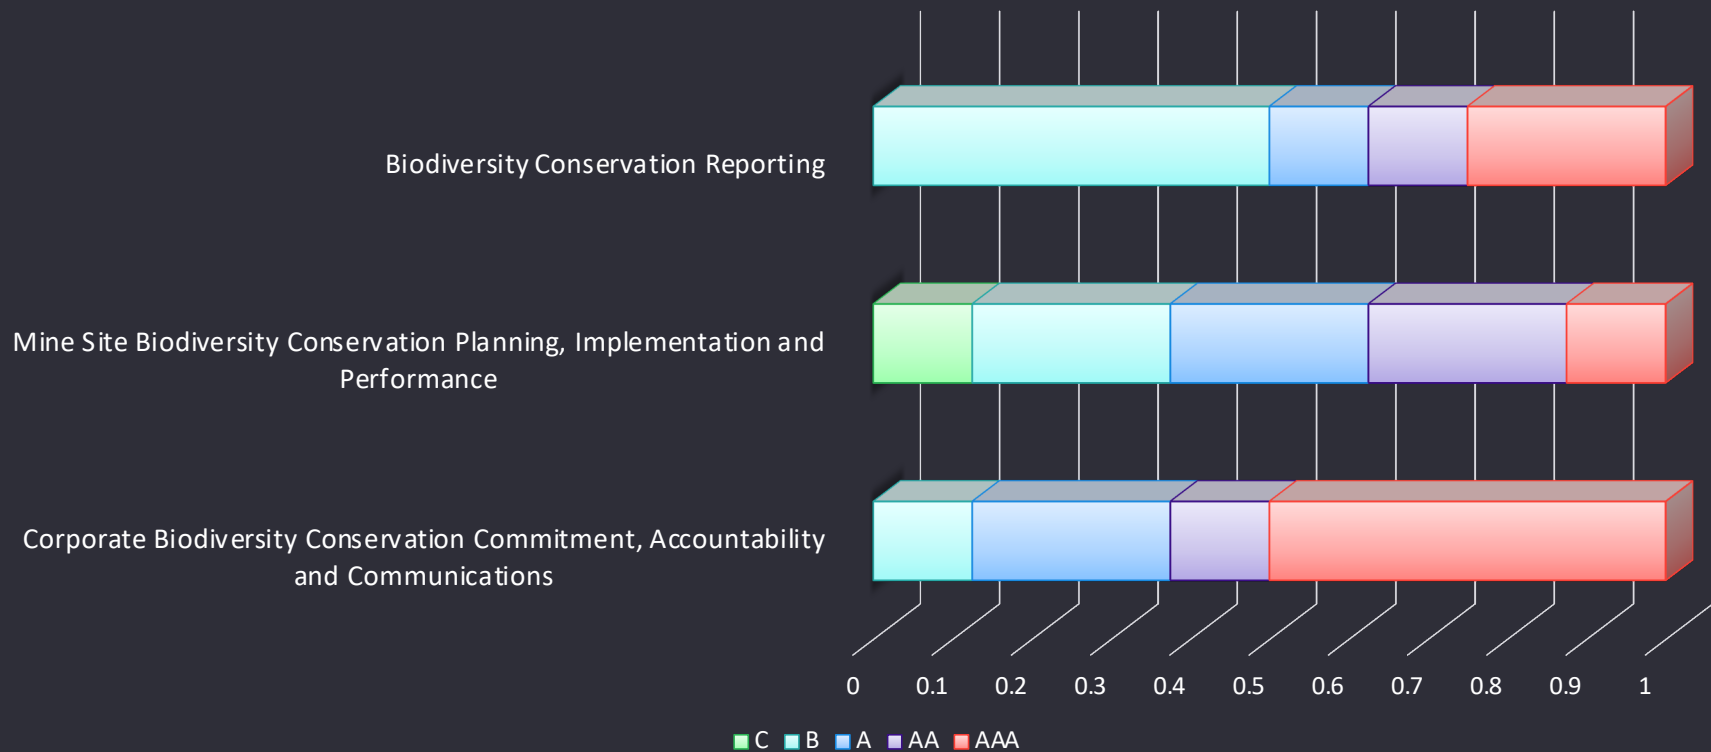 Biodiversity Conservation Reporting
Mine Site Biodiversity Conservation Planning, Implementation and
Performance
Corporate Biodiversity Conservation Commitment, Accountability
and Communications
0 0.1 0.2 0.3 0.4 0.5 0.6 0.7 0.8 0.9 1
C B A AA AAA